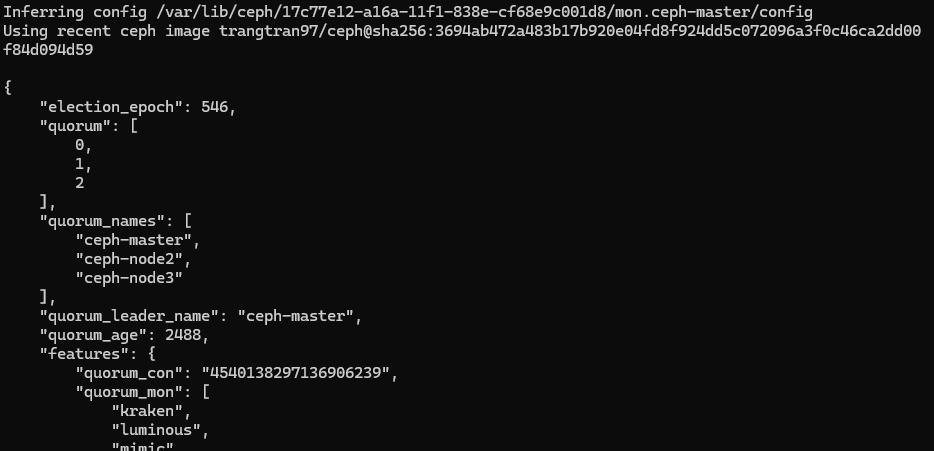 Inferring config /var/lib/ceph/17c77e12-a16a-11f1-838e-cf68e9c001d8/mon.ceph-master/config
Using recent ceph image trangtran97/ceph@sha256:3694ab472a483b17b920e04fd8f924dd5c072096a3f0c46ca2dd00
f84d094d59
{
    "election_epoch": 546,
    "quorum": [
        0,
        1,
        2
    ],
    "quorum_names": [
        "ceph-master",
        "ceph-node2",
        "ceph-node3"
    ],
    "quorum_leader_name": "ceph-master",
    "quorum_age": 2488,
    "features": {
        "quorum_con": "4540138297136906239",
        "quorum_mon": [
            "kraken",
            "luminous",
            "mimic"